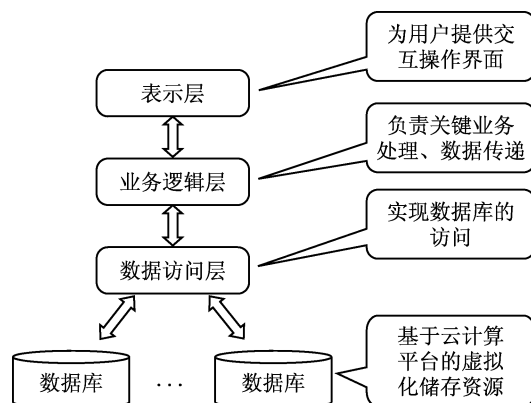 为用户提供交
互操作界面
表示层
负责关键业务
处理、数据传递
业务逻辑层
实现数据库的
访问
数据访问层
基于云计算
平台的虚拟
化储存资源
数据库
...
数据库